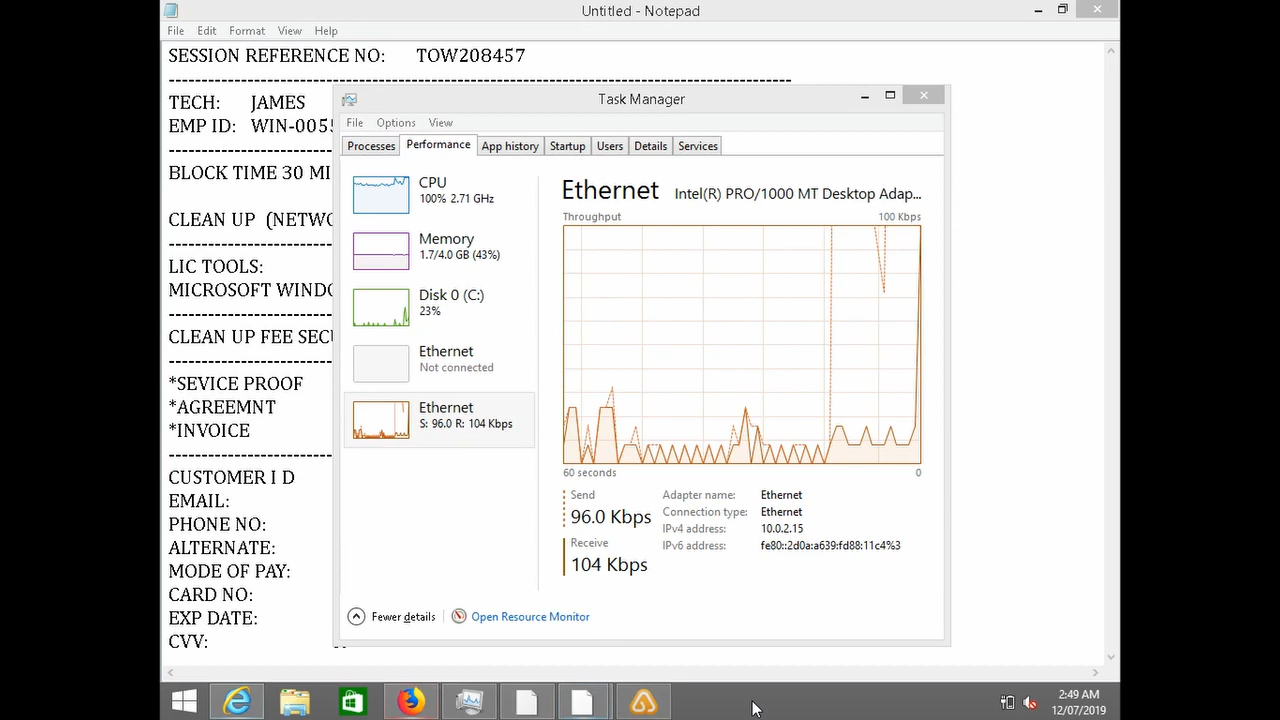 Untitled - Notepad
File Edit Format View Help
SESSION REFERENCE NO: TOW208457
--------------------------------------------------------------------------------
TECH: JAMES
EMP ID: WIN-0055
BLOCK TIME 30 MI
CLEAN UP (NETWO
LIC TOOLS:
MICROSOFT WINDO
CLEAN UP FEE SECU
*SEVICE PROOF
*AGREEMNT
*INVOICE
CUSTOMER I D
EMAIL:
PHONE NO:
ALTERNATE:
MODE OF PAY:
CARD NO:
EXP DATE:
CVV:
Task Manager
File Options View
Processes Performance App history Startup Users Details Services
CPU
100% 2.71 GHz
Memory
1.7/4.0 GB (43%)
Disk 0 (C:)
23%
Ethernet
Not connected
Ethernet
S: 96.0 R: 104 Kbps
Ethernet Intel(R) PRO/1000 MT Desktop Adap...
Throughput 100 Kbps
60 seconds 0
Send
96.0 Kbps
Receive
104 Kbps
Adapter name: Ethernet
Connection type: Ethernet
IPv4 address: 10.0.2.15
IPv6 address: fe80::2d0a:a639:fd88:11c4%3
Fewer details Open Resource Monitor
2:49 AM
12/07/2019